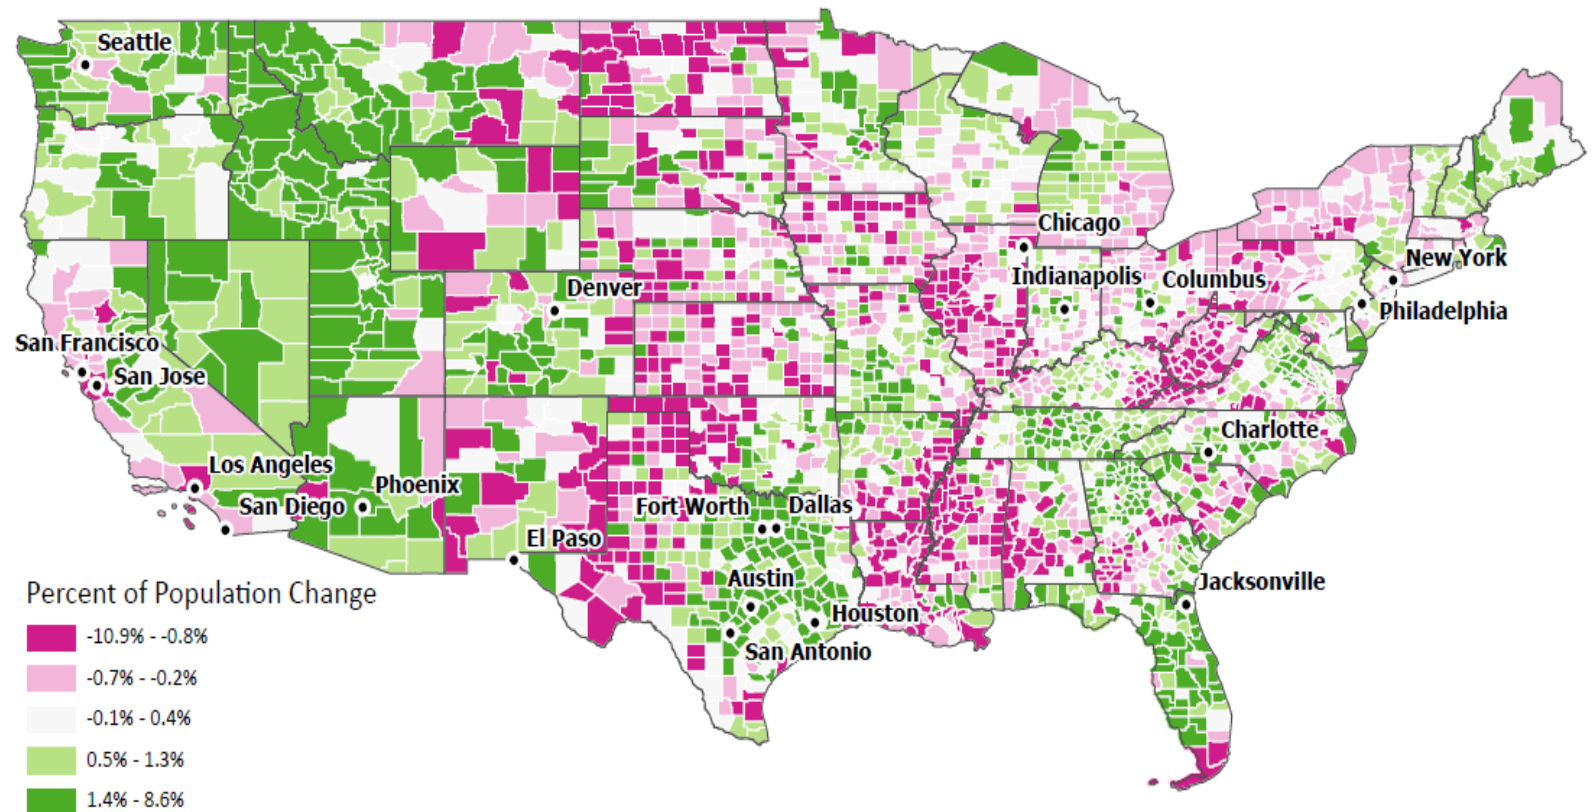 Seattle
Chicago
New York
Indianapolis
Columbus
Denver
Philadelphia
San Francisco
San Jose
Charlotte
Los Angeles
Phoenix
San Diego
Fort Worth
Dallas
El Paso
Austin
Jacksonville
Houston
San Antonio
Percent of Population Change
-10.9% - -0.8%
-0.7% - -0.2%
-0.1% - 0.4%
0.5% - 1.3%
1.4% - 8.6%